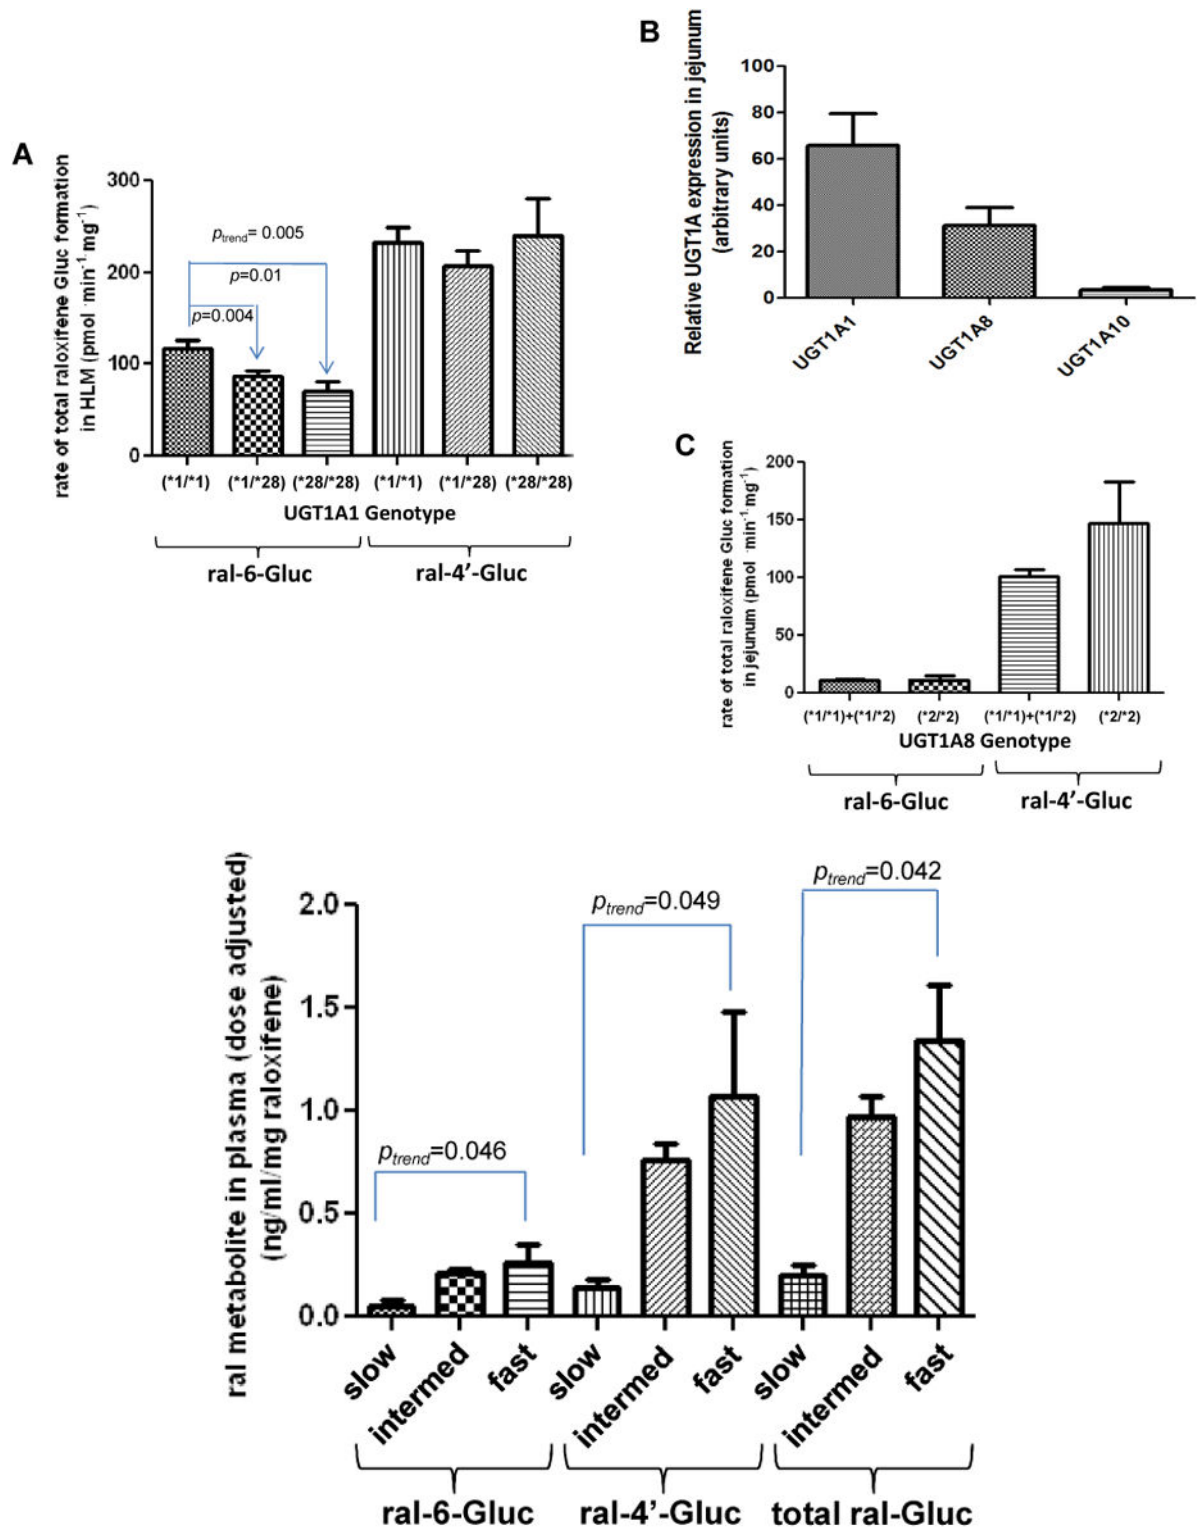 A
rate of total raloxifene Gluc formation
in HLM (pmol ·min⁻¹·mg⁻¹)
300
200
100
0
p_trend= 0.005
p=0.01
p=0.004
(*1/*1) (*1/*28) (*28/*28) (*1/*1) (*1/*28) (*28/*28)
UGT1A1 Genotype
ral-6-Gluc ral-4’-Gluc
B
Relative UGT1A expression in jejunum
(arbitrary units)
100
80
60
40
20
0
UGT1A1 UGT1A8 UGT1A10
C
rate of total raloxifene Gluc formation
in jejunum (pmol ·min⁻¹·mg⁻¹)
200
150
100
50
0
(*1/*1)+(*1/*2) (*2/*2) (*1/*1)+(*1/*2) (*2/*2)
UGT1A8 Genotype
ral-6-Gluc ral-4’-Gluc
ral metabolite in plasma (dose adjusted)
(ng/ml/mg raloxifene)
2.0
1.5
1.0
0.5
0.0
p_trend=0.046
p_trend=0.049
p_trend=0.042
slow intermed fast slow intermed fast slow intermed fast
ral-6-Gluc ral-4’-Gluc total ral-Gluc